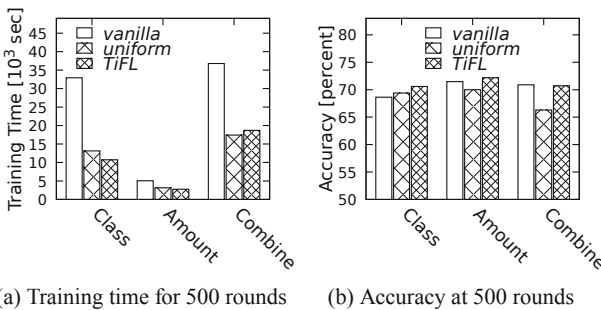 Training Time [10³ sec]
45
40
35
30
25
20
15
10
5
0
vanilla
uniform
TiFL
Class
Amount
Combine
Accuracy [percent]
80
75
70
65
60
55
50
vanilla
uniform
TiFL
Class
Amount
Combine
(a) Training time for 500 rounds
(b) Accuracy at 500 rounds